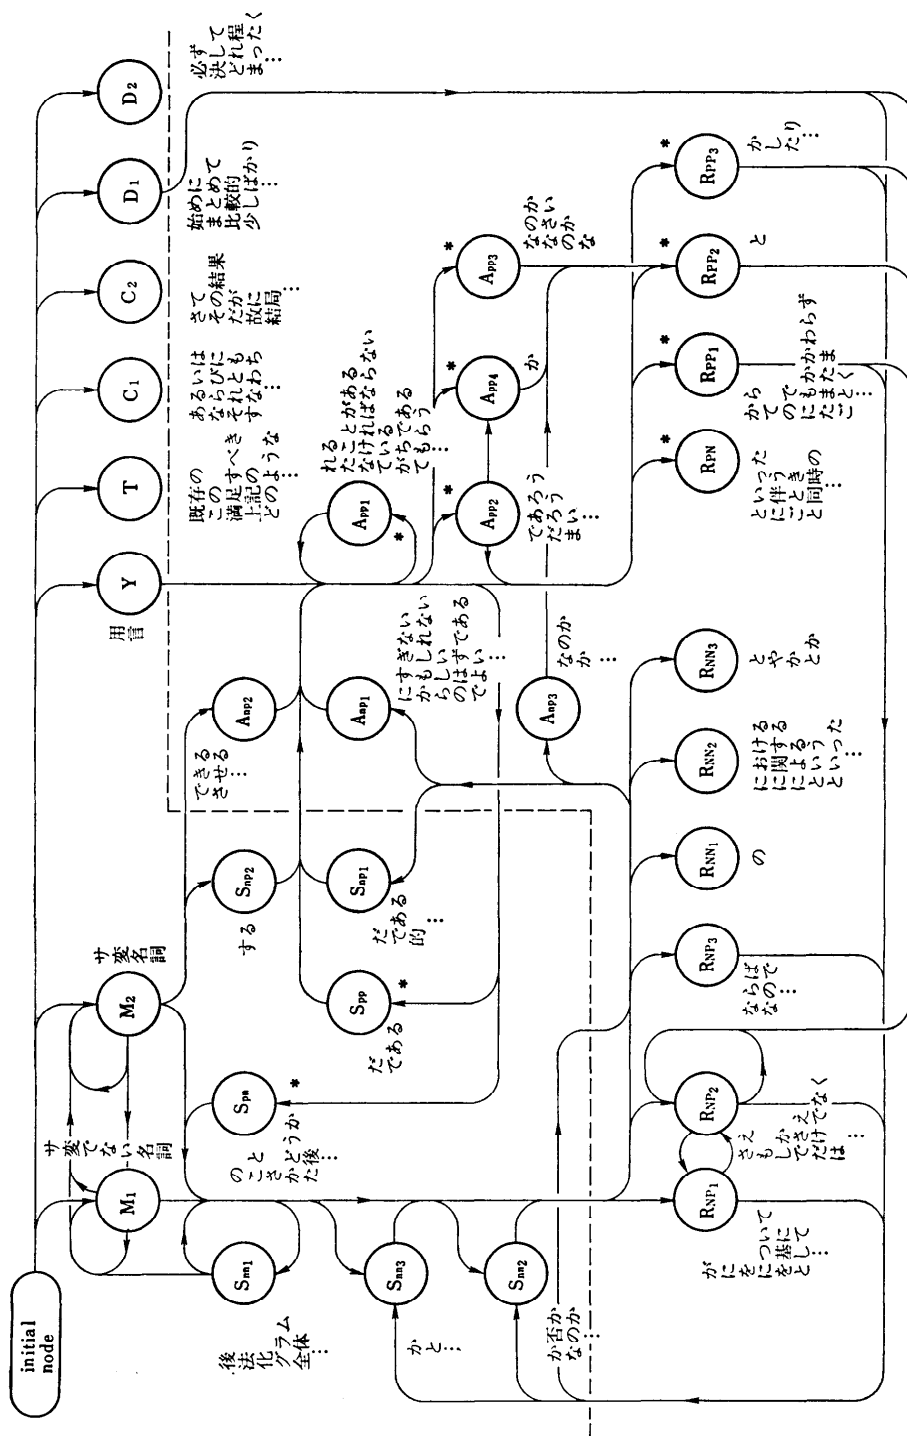 initial
node
M1
サ変でない名詞
M2
サ変名詞
Y
用言
T
既存の
この
満足すべき
上記の
どのような
…
C1
あるいは
ならびに
それとも
すなわち
…
C2
さて
その結果
だが
故に
結局
…
D1
始めに
まとめて
比較的
少しばかり
…
D2
必ず
決して
どれ程
まったく
…
Snn1
後
法
化
グラム
全体
…
Spn
*
の
こと
さ
かどうか
た後
…
Snp2
する
Anp2
できる
させる
…
Spp
*
だ
である
Snp1
だ
である
的
…
Anp1
にすぎない
かもしれない
らしい
のはずである
でよい
…
App1
*
れる
たことがある
なければならない
ている
がちである
てもらう
…
Snn3
か
と
…
Snn2
か否か
なのか
…
Anp3
なのか
か
…
App2
*
であろう
だろう
まい
…
App4
*
か
App3
*
なのか
なさい
なのか
な
RNP1
が
に
を
について
を基に
として
…
RNP2
さえ
も
しか
でさえ
だけでなく
は
…
RNP3
ならば
なので
…
RNN1
の
RNN2
における
に関する
による
という
といった
…
RNN3
と
や
か
とか
RPN
*
といった
に伴う
ごとき
と同時の
…
RPP1
*
から
て
ので
にもかかわらず
たまま
ごとく
…
RPP2
*
と
RPP3
*
か
し
たり
…